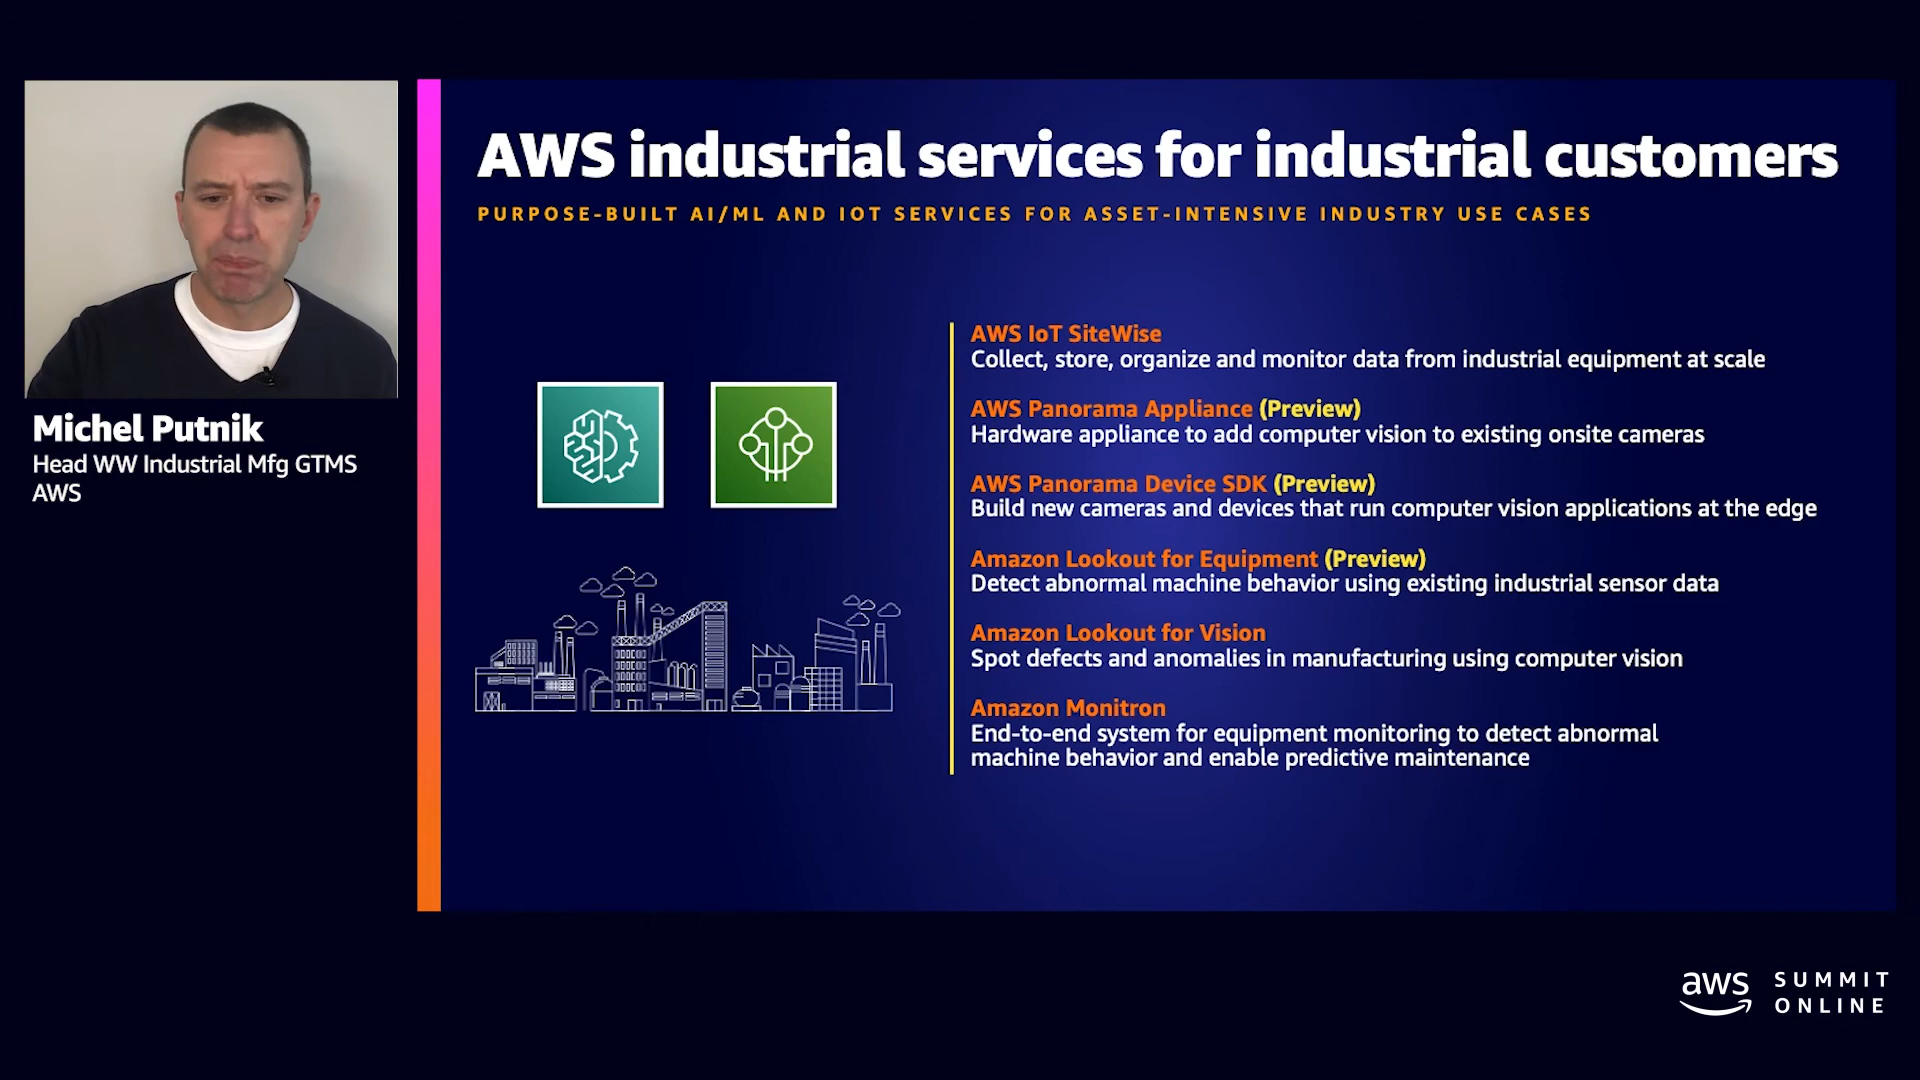 Michel Putnik
Head WW Industrial Mfg GTMS
AWS
AWS industrial services for industrial customers
PURPOSE-BUILT AI/ML AND IOT SERVICES FOR ASSET-INTENSIVE INDUSTRY USE CASES
AWS IoT SiteWise
Collect, store, organize and monitor data from industrial equipment at scale
AWS Panorama Appliance (Preview)
Hardware appliance to add computer vision to existing onsite cameras
AWS Panorama Device SDK (Preview)
Build new cameras and devices that run computer vision applications at the edge
Amazon Lookout for Equipment (Preview)
Detect abnormal machine behavior using existing industrial sensor data
Amazon Lookout for Vision
Spot defects and anomalies in manufacturing using computer vision
Amazon Monitron
End-to-end system for equipment monitoring to detect abnormal
machine behavior and enable predictive maintenance
aws SUMMIT
ONLINE